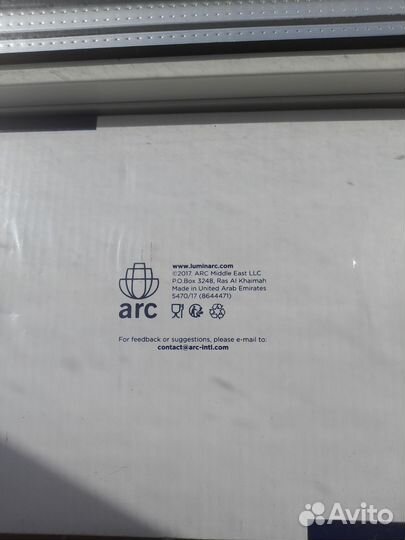 www.luminarc.com
©2017. ARC Middle East LLC
P.O.Box 3248, Ras Al Khaimah
Made in United Arab Emirates
5470/17 (8644471)
arc
For feedback or suggestions, please e-mail to:
contact@arc-intl.com
Avito